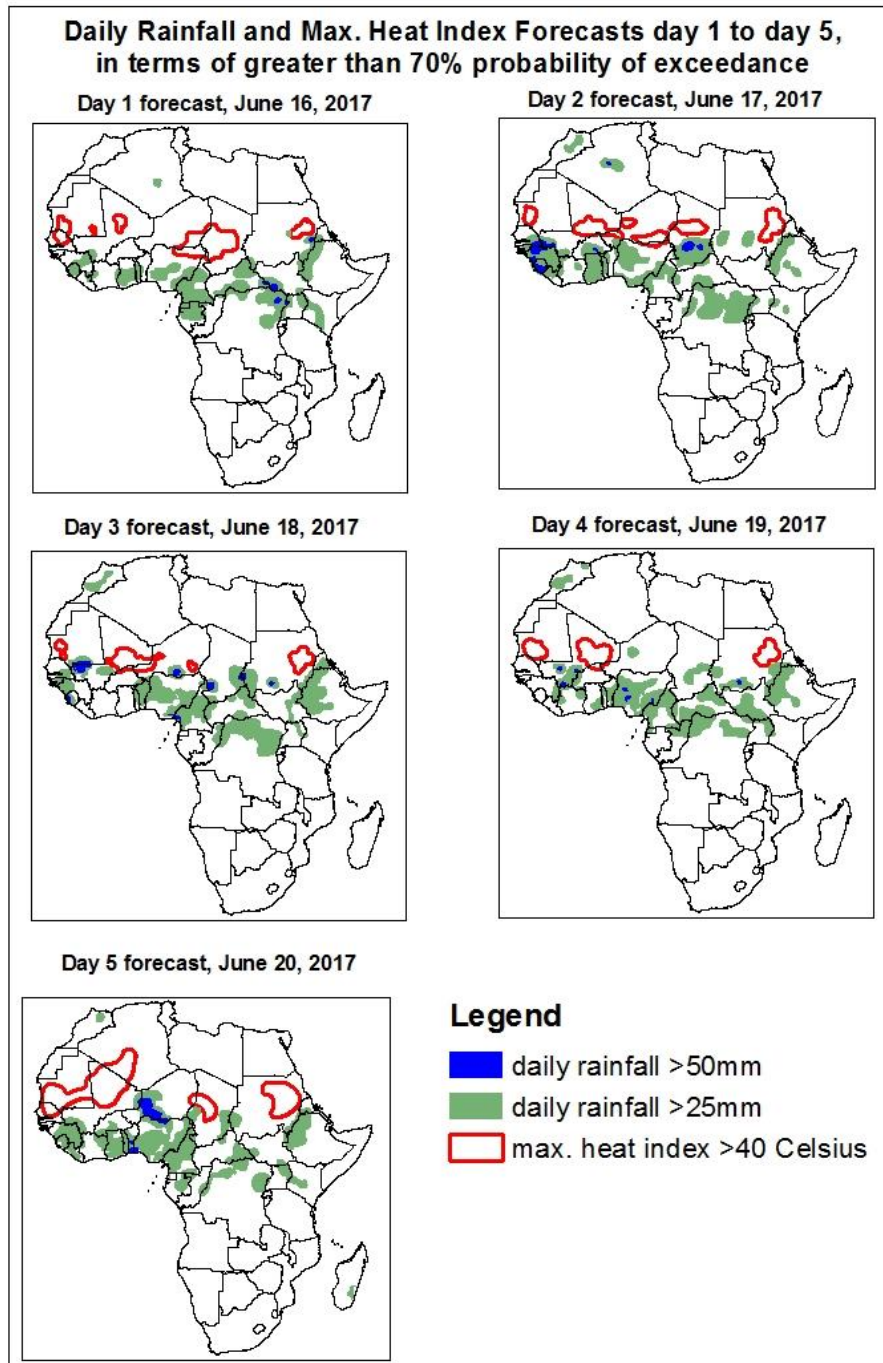 Daily Rainfall and Max. Heat Index Forecasts day 1 to day 5,
in terms of greater than 70% probability of exceedance
Day 1 forecast, June 16, 2017
Day 2 forecast, June 17, 2017
Day 3 forecast, June 18, 2017
Day 4 forecast, June 19, 2017
Day 5 forecast, June 20, 2017
Legend
daily rainfall >50mm
daily rainfall >25mm
max. heat index >40 Celsius